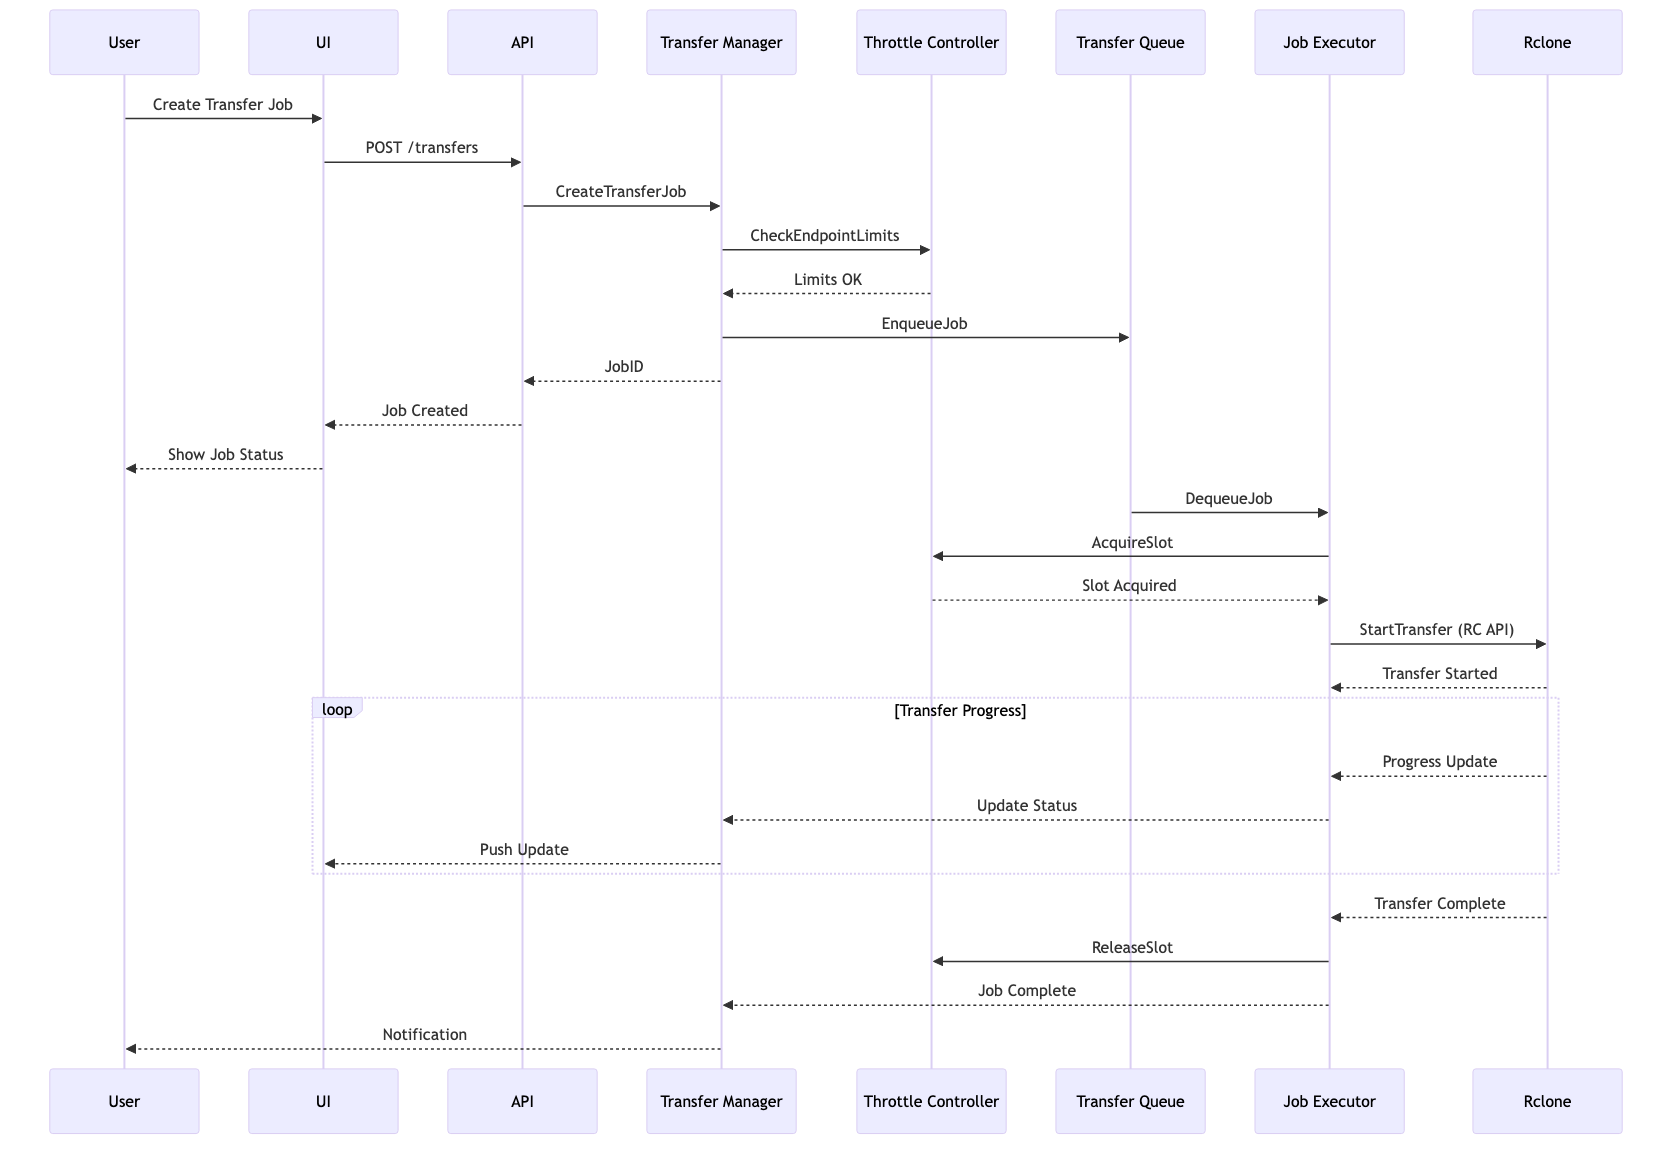 User
UI
API
Transfer Manager
Throttle Controller
Transfer Queue
Job Executor
Rclone
Create Transfer Job
POST /transfers
CreateTransferJob
CheckEndpointLimits
Limits OK
EnqueueJob
JobID
Job Created
Show Job Status
DequeueJob
AcquireSlot
Slot Acquired
StartTransfer (RC API)
Transfer Started
loop
[Transfer Progress]
Progress Update
Update Status
Push Update
Transfer Complete
ReleaseSlot
Job Complete
Notification
User
UI
API
Transfer Manager
Throttle Controller
Transfer Queue
Job Executor
Rclone